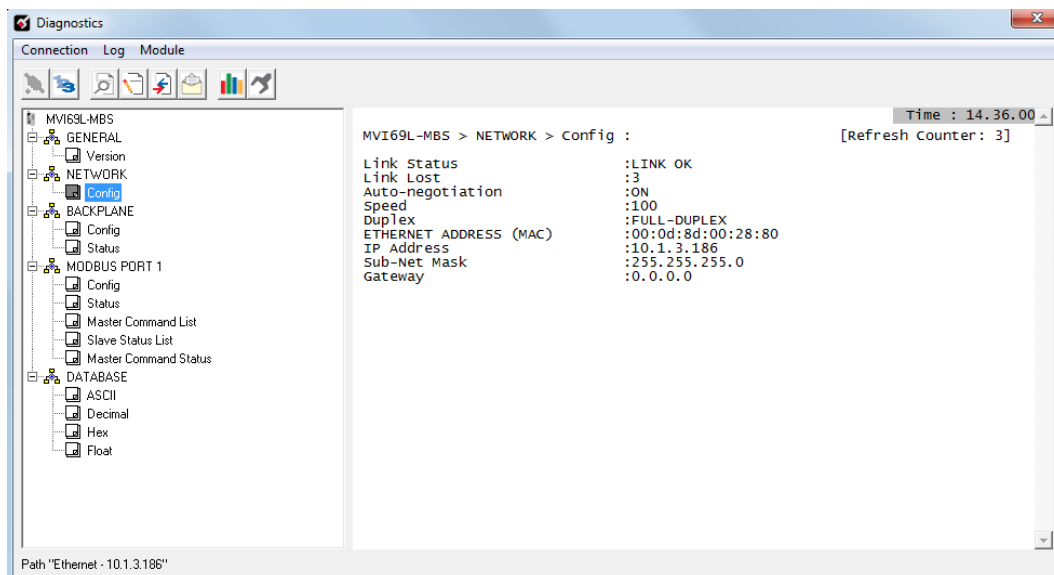 Diagnostics
Connection Log Module
MVI69L-MBS
GENERAL
Version
NETWORK
Config
BACKPLANE
Config
Status
MODBUS PORT 1
Config
Status
Master Command List
Slave Status List
Master Command Status
DATABASE
ASCII
Decimal
Hex
Float
Time : 14.36.00
MVI69L-MBS > NETWORK > Config : [Refresh Counter: 3]
Link Status :LINK OK
Link Lost :3
Auto-negotiation :ON
Speed :100
Duplex :FULL-DUPLEX
ETHERNET ADDRESS (MAC) :00:0d:8d:00:28:80
IP Address :10.1.3.186
Sub-Net Mask :255.255.255.0
Gateway :0.0.0.0
Path "Ethernet - 10.1.3.186"